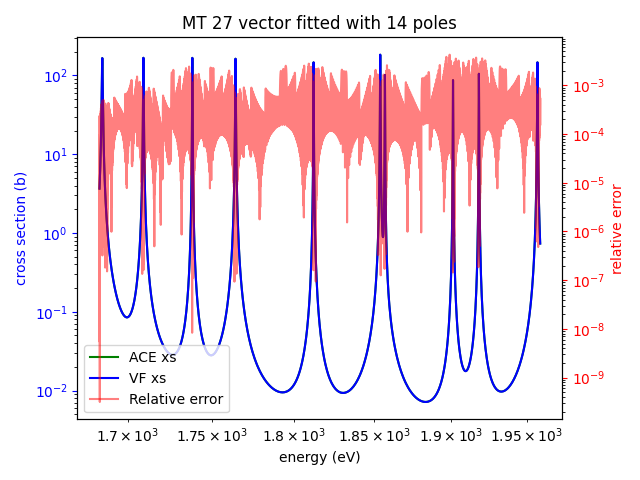 MT 27 vector fitted with 14 poles
10²
10¹
10⁰
10⁻¹
10⁻²
cross section (b)
10⁻³
10⁻⁴
10⁻⁵
10⁻⁶
10⁻⁷
10⁻⁸
10⁻⁹
relative error
ACE xs
VF xs
Relative error
1.7 × 10³ 1.75 × 10³ 1.8 × 10³ 1.85 × 10³ 1.9 × 10³ 1.95 × 10³
energy (eV)